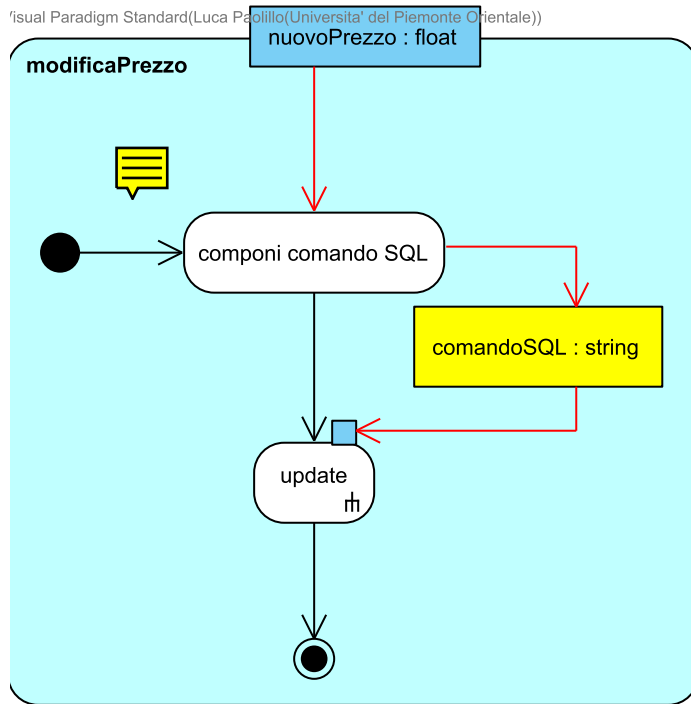 Visual Paradigm Standard(Luca Paolillo(Universita' del Piemonte Orientale))
nuovoPrezzo : float
modificaPrezzo
componi comando SQL
comandoSQL : string
update